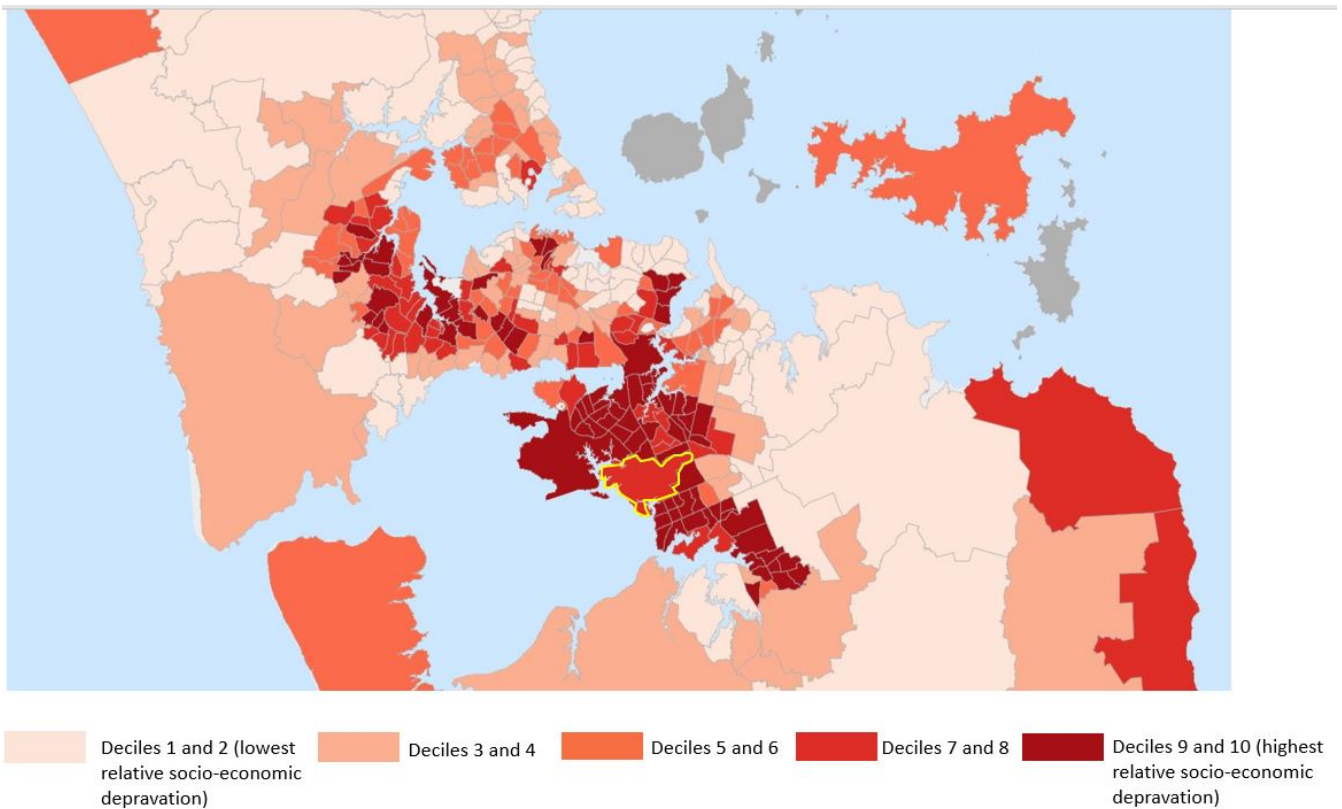 Deciles 1 and 2 (lowest
relative socio-economic
depravation)
Deciles 3 and 4
Deciles 5 and 6
Deciles 7 and 8
Deciles 9 and 10 (highest
relative socio-economic
depravation)